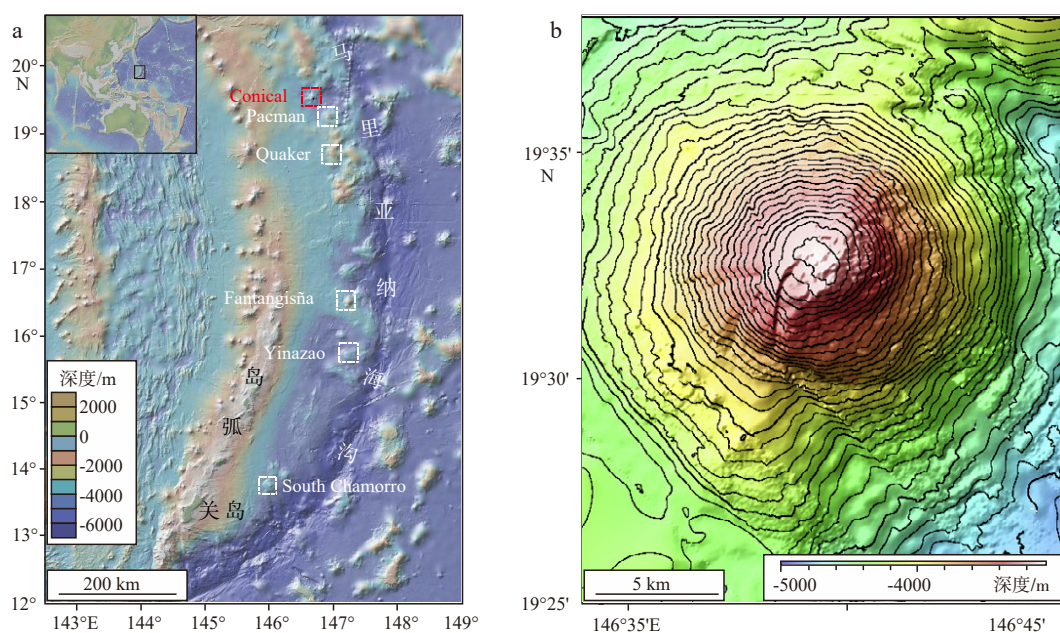 a
20°
N
19°
18°
17°
16°
15°
14°
13°
12°
Conical
Pacman
Quaker
Fantangisña
Yinazao
South Chamorro
马
里
亚
纳
海
沟
岛
弧
关岛
深度/m
2000
0
-2000
-4000
-6000
200 km
143°E
144°
145°
146°
147°
148°
149°
b
19°35′
N
19°30′
19°25′
5 km
-5000
-4000
深度/m
146°35′E
146°45′